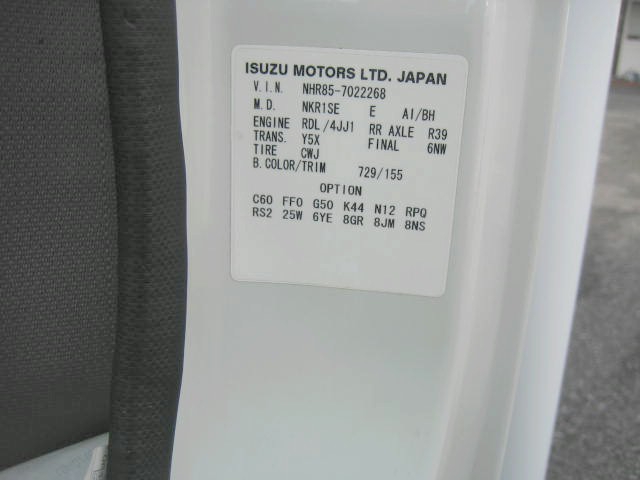 ISUZU MOTORS LTD. JAPAN
V.I.N. NHR85-7022268
M.D. NKR1SE E AI/BH
ENGINE RDL/4JJ1 RR AXLE R39
TRANS. Y5X FINAL 6NW
TIRE CWJ
B.COLOR/TRIM 729/155
OPTION
C60 FF0 G50 K44 N12 RPQ
RS2 25W 6YE 8GR 8JM 8NS